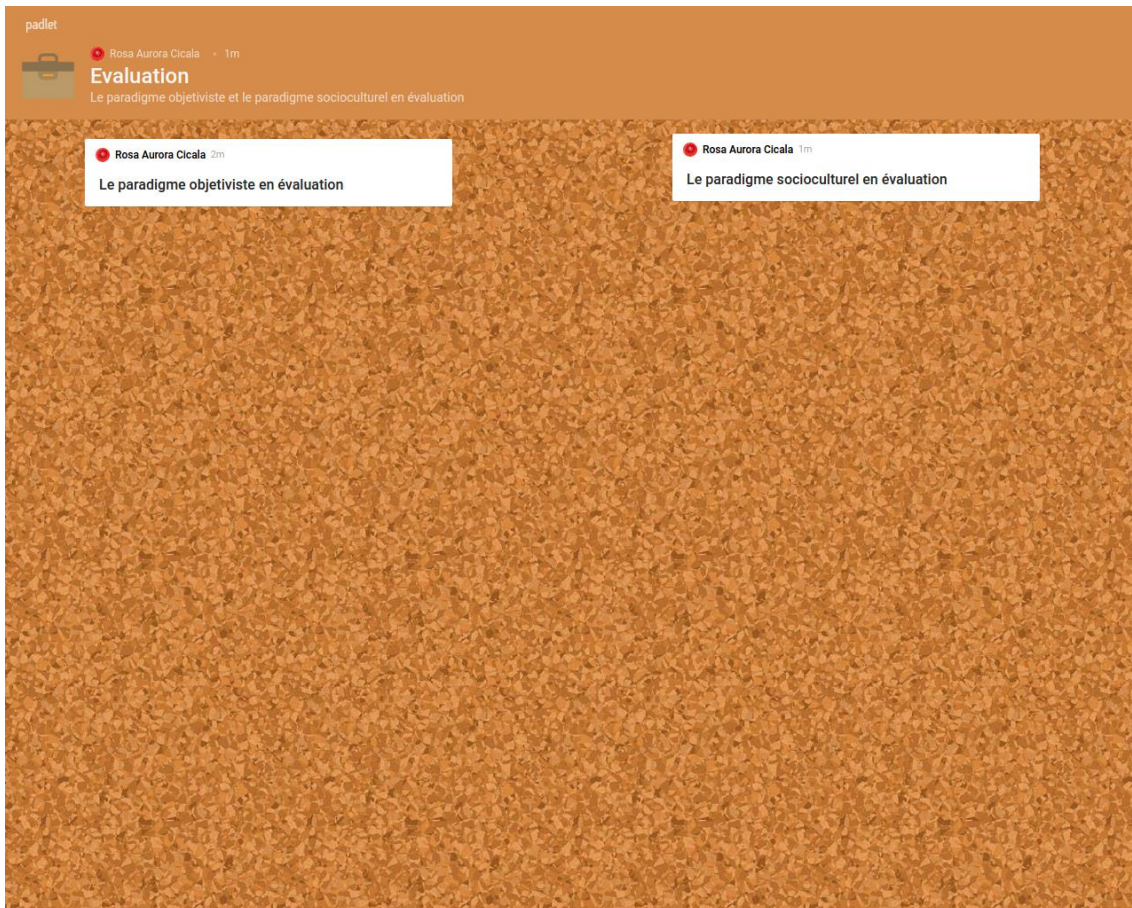 padlet
Rosa Aurora Cicala • 1m
Evaluation
Le paradigme objetiviste et le paradigme socioculturel en évaluation
Rosa Aurora Cicala 2m
Le paradigme objetiviste en évaluation
Rosa Aurora Cicala 1m
Le paradigme socioculturel en évaluation